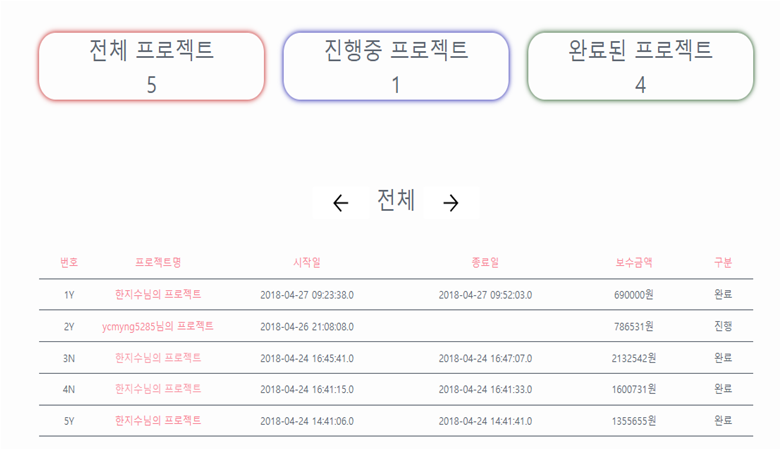 전체 프로젝트 진행중 프로젝트 완료된 프로젝트
5 1 4
← 전체 →
번호 프로젝트명 시작일 종료일 보수금액 구분
1Y 한지수님의 프로젝트 2018-04-27 09:23:38.0 2018-04-27 09:52:03.0 690000원 완료
2Y ycmyng5285님의 프로젝트 2018-04-26 21:08:08.0 786531원 진행
3N 한지수님의 프로젝트 2018-04-24 16:45:41.0 2018-04-24 16:47:07.0 2132542원 완료
4N 한지수님의 프로젝트 2018-04-24 16:41:15.0 2018-04-24 16:41:33.0 1600731원 완료
5Y 한지수님의 프로젝트 2018-04-24 14:41:06.0 2018-04-24 14:41:41.0 1355655원 완료